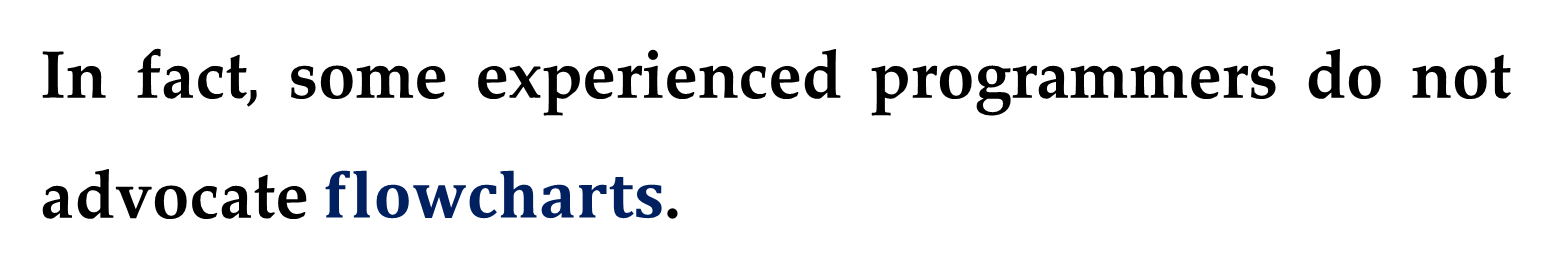 In fact, some experienced programmers do not
advocate flowcharts.